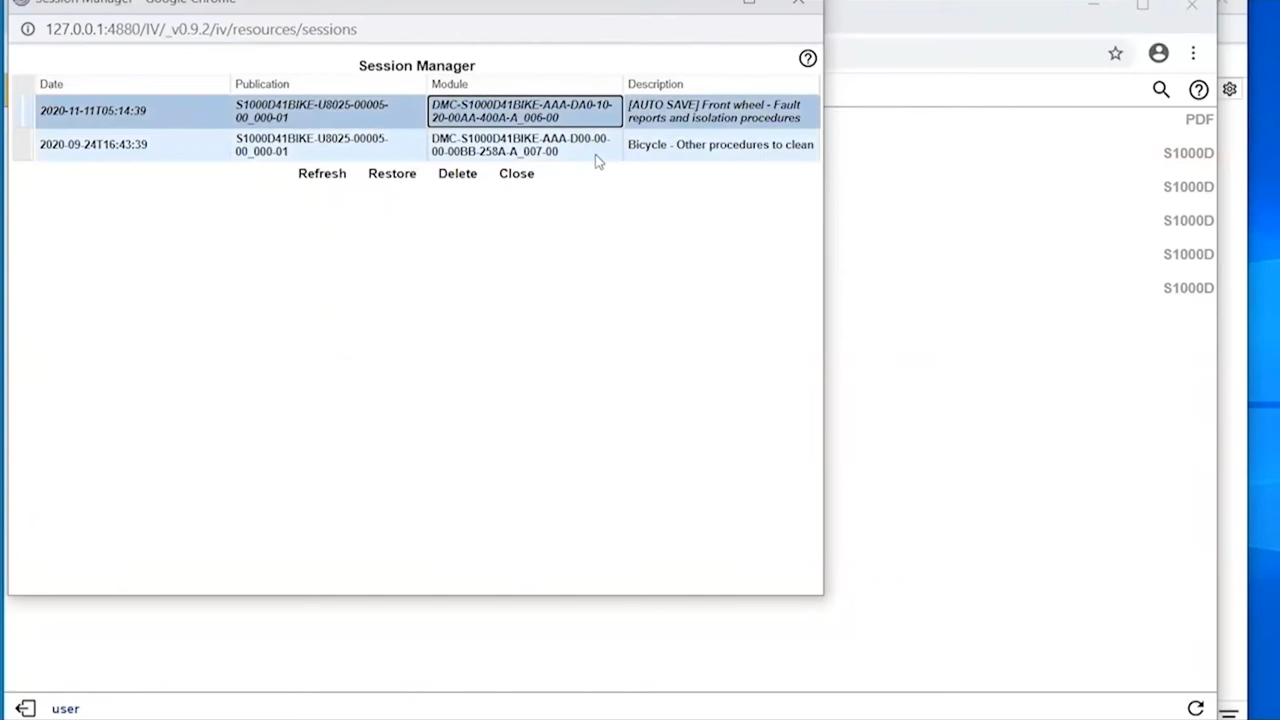 Session Manager - Google Chrome
127.0.0.1:4880/IV/_v0.9.2/iv/resources/sessions
Session Manager
Date Publication Module Description
2020-11-11T05:14:39
S1000D41BIKE-U8025-00005-
00_000-01
DMC-S1000D41BIKE-AAA-DA0-10-
20-00AA-400A-A_006-00
[AUTO SAVE] Front wheel - Fault
reports and isolation procedures
2020-09-24T16:43:39
S1000D41BIKE-U8025-00005-
00_000-01
DMC-S1000D41BIKE-AAA-D00-00-
00-00BB-258A-A_007-00
Bicycle - Other procedures to clean
Refresh Restore Delete Close
PDF
S1000D
S1000D
S1000D
S1000D
S1000D
user